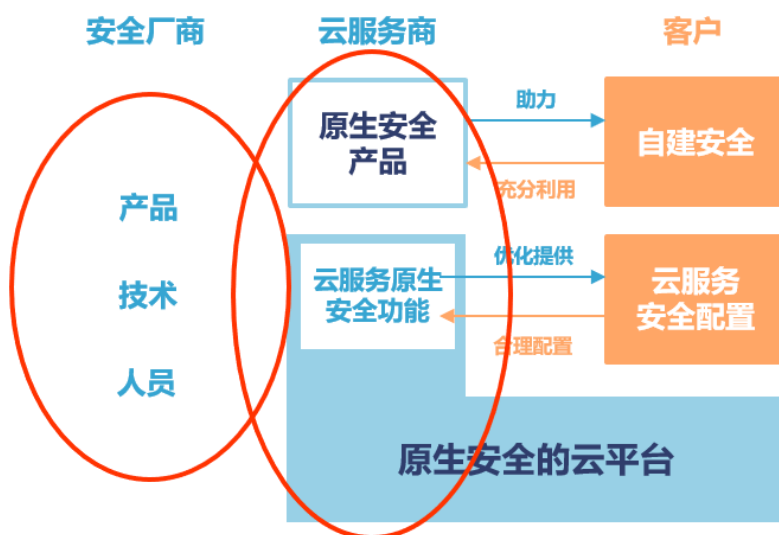 安全厂商
云服务商
客户
产品
技术
人员
原生安全
产品
助力
充分利用
自建安全
云服务原生
安全功能
优化提供
合理配置
云服务
安全配置
原生安全的云平台